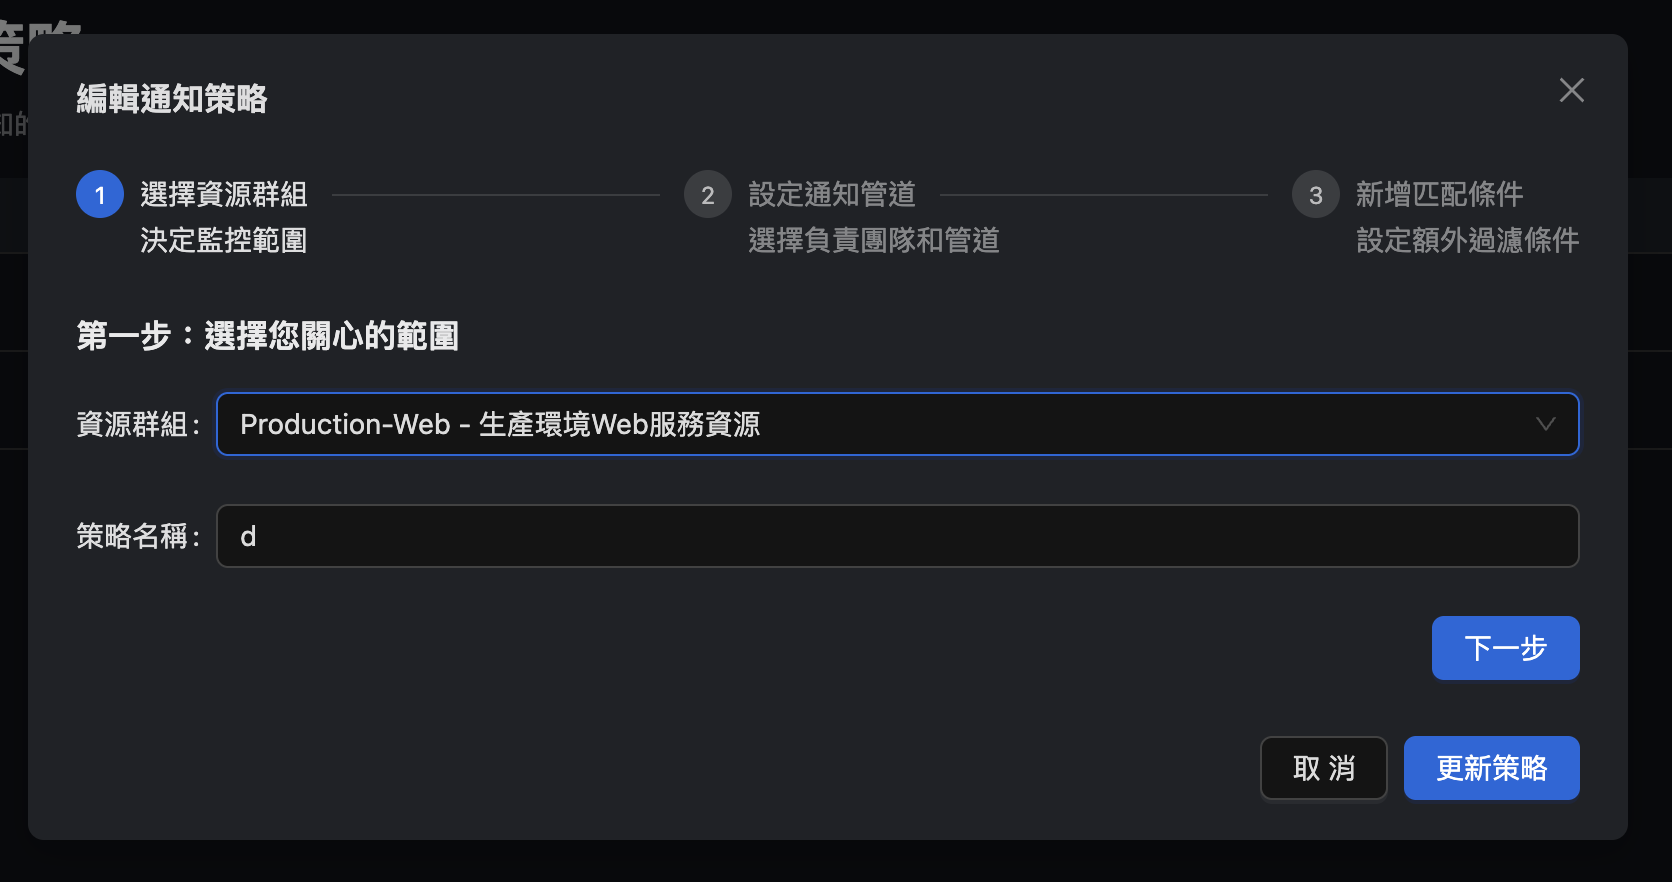 策略
知的
編輯通知策略
1 選擇資源群組
決定監控範圍
2 設定通知管道
選擇負責團隊和管道
3 新增匹配條件
設定額外過濾條件
第一步：選擇您關心的範圍
資源群組:
Production-Web - 生產環境Web服務資源
策略名稱:
d
下一步
取 消
更新策略